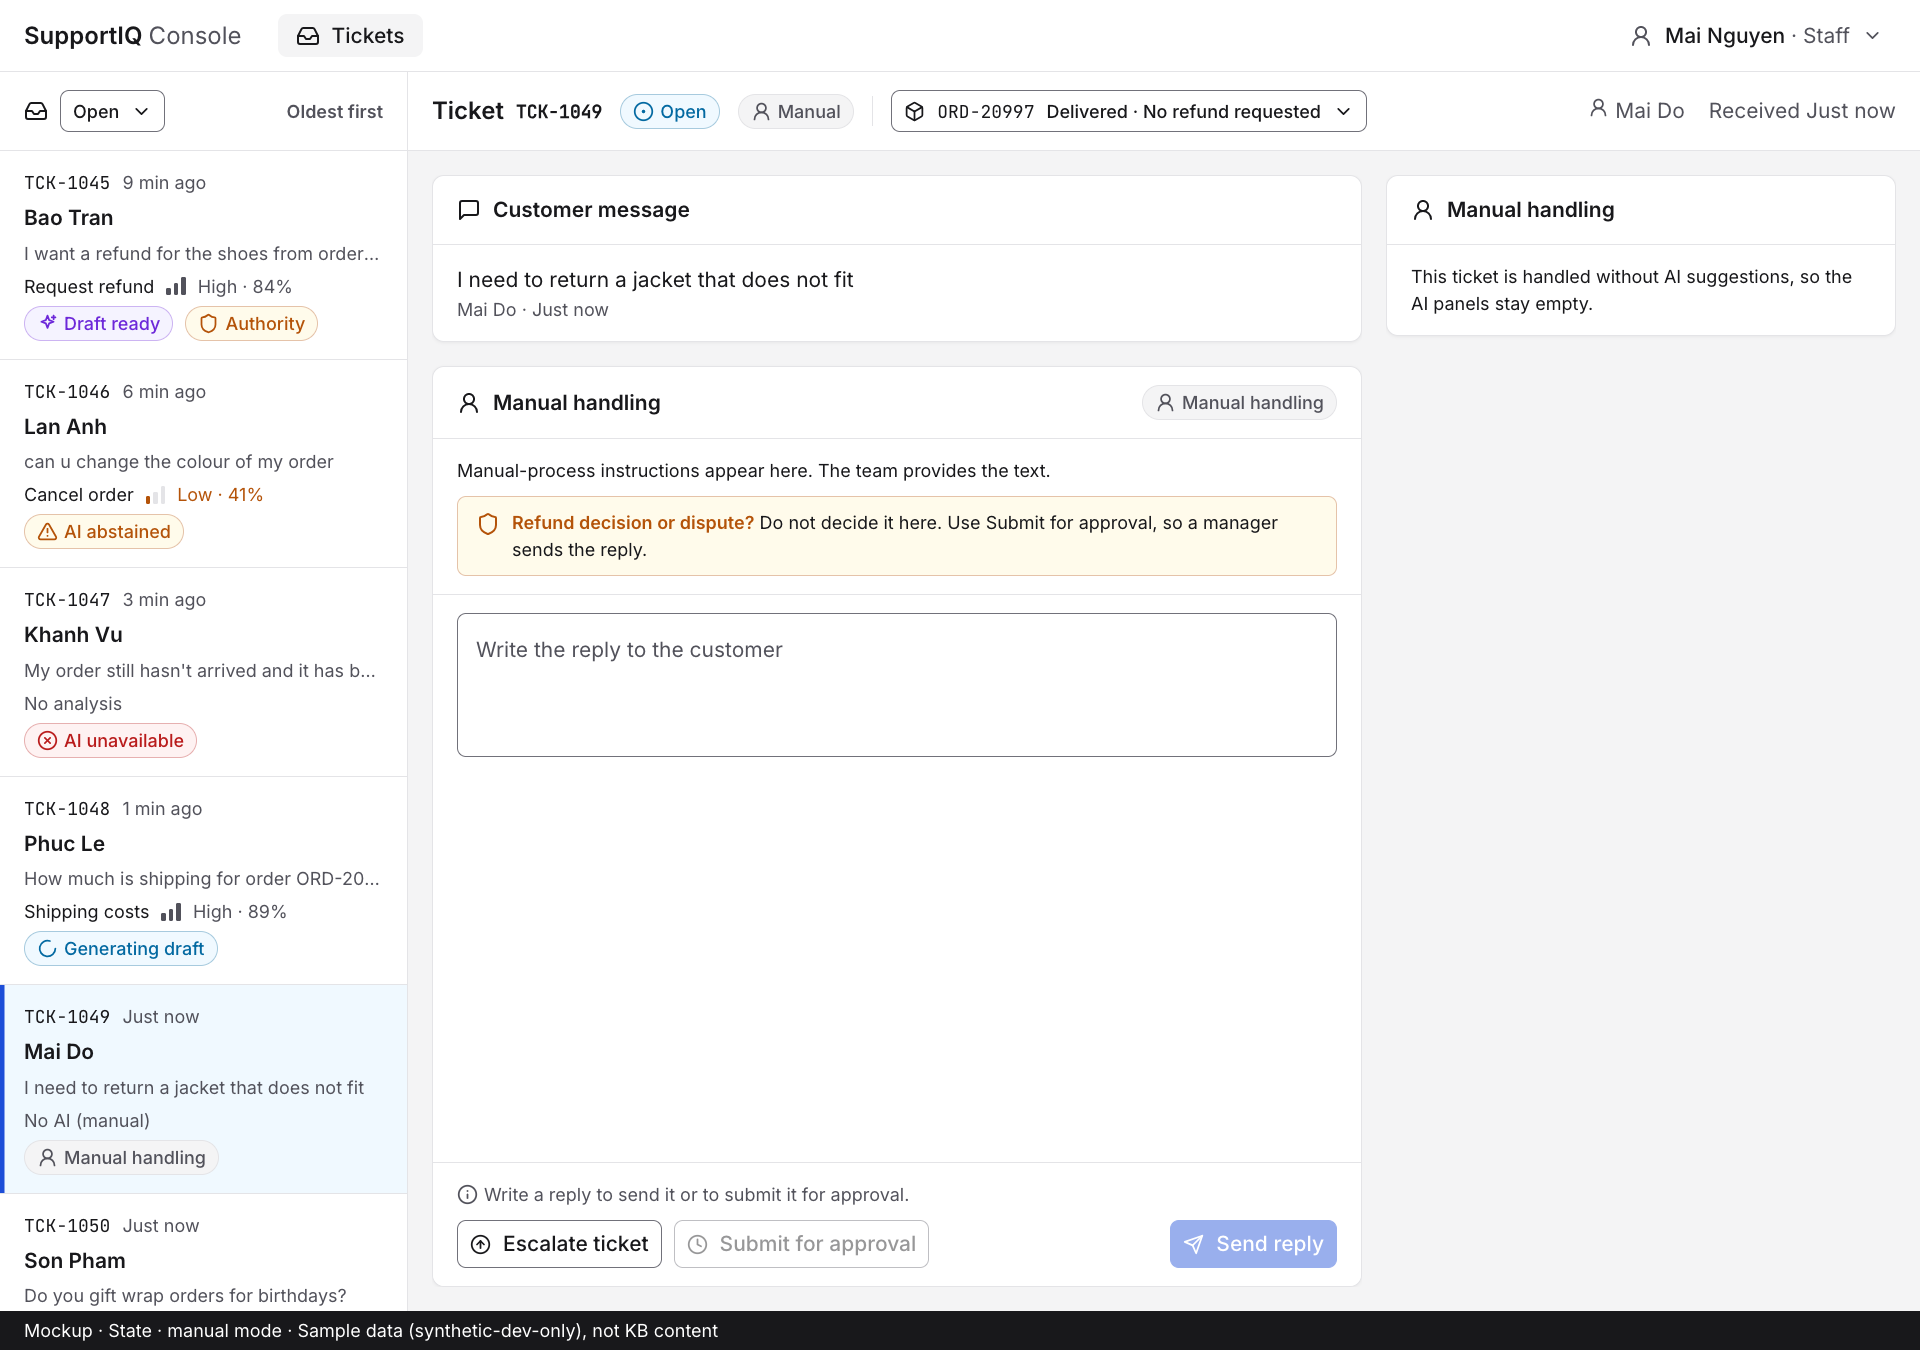 SupportIQ Console
Tickets
Mai Nguyen · Staff
Open
Oldest first
Ticket TCK-1049
Open
Manual
ORD-20997 Delivered · No refund requested
Mai Do
Received Just now
TCK-1045 9 min ago
Bao Tran
I want a refund for the shoes from order...
Request refund High · 84%
Draft ready
Authority
TCK-1046 6 min ago
Lan Anh
can u change the colour of my order
Cancel order Low · 41%
AI abstained
TCK-1047 3 min ago
Khanh Vu
My order still hasn't arrived and it has b...
No analysis
AI unavailable
TCK-1048 1 min ago
Phuc Le
How much is shipping for order ORD-20...
Shipping costs High · 89%
Generating draft
TCK-1049 Just now
Mai Do
I need to return a jacket that does not fit
No AI (manual)
Manual handling
TCK-1050 Just now
Son Pham
Do you gift wrap orders for birthdays?
Customer message
I need to return a jacket that does not fit
Mai Do · Just now
Manual handling
Manual handling
Manual-process instructions appear here. The team provides the text.
Refund decision or dispute? Do not decide it here. Use Submit for approval, so a manager
sends the reply.
Write the reply to the customer
Write a reply to send it or to submit it for approval.
Escalate ticket
Submit for approval
Send reply
Manual handling
This ticket is handled without AI suggestions, so the
AI panels stay empty.
Mockup · State · manual mode · Sample data (synthetic-dev-only), not KB content